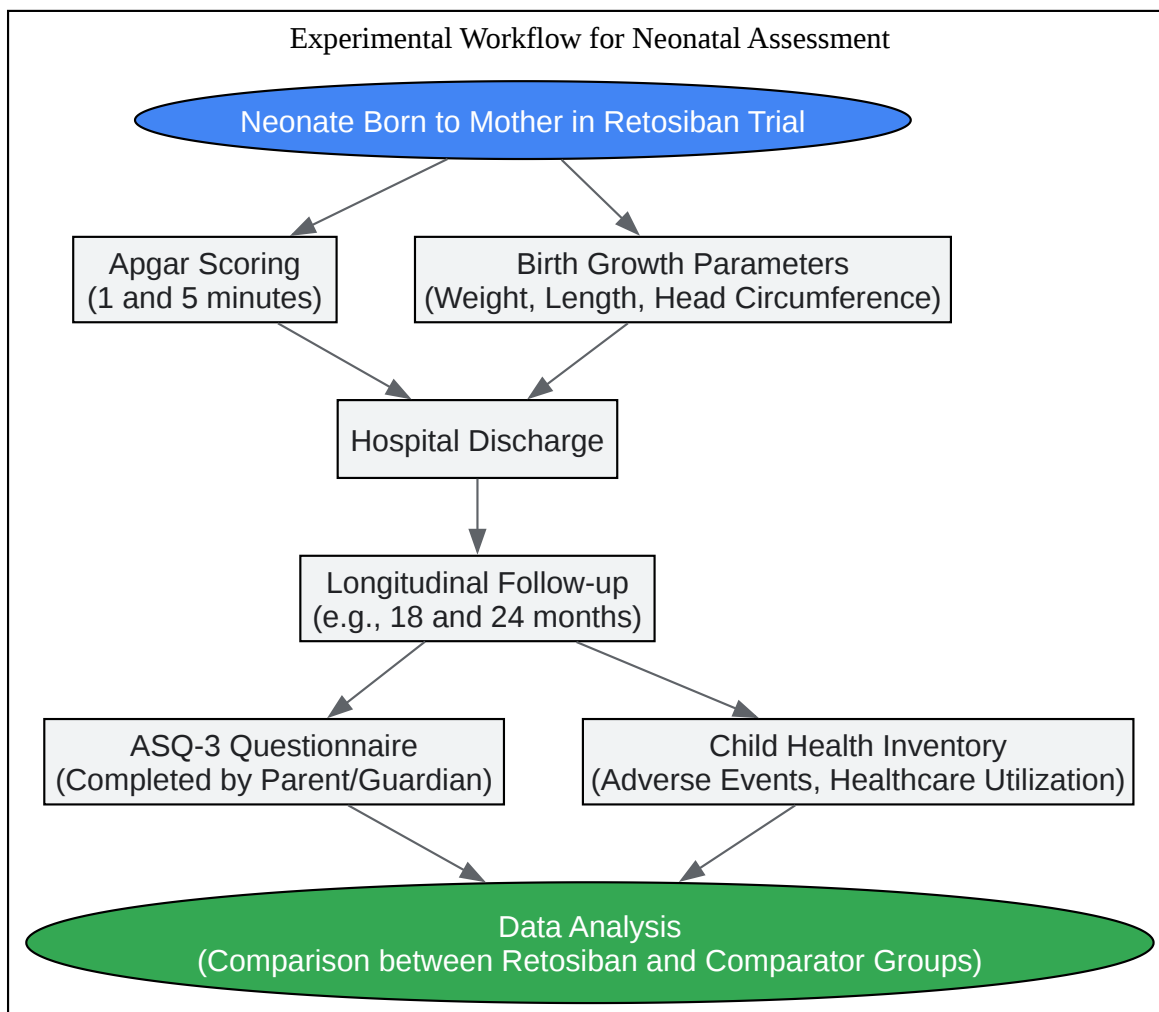 Experimental Workflow for Neonatal Assessment
Neonate Born to Mother in Retosiban Trial
Apgar Scoring
(1 and 5 minutes)
Birth Growth Parameters
(Weight, Length, Head Circumference)
Hospital Discharge
Longitudinal Follow-up
(e.g., 18 and 24 months)
ASQ-3 Questionnaire
(Completed by Parent/Guardian)
Child Health Inventory
(Adverse Events, Healthcare Utilization)
Data Analysis
(Comparison between Retosiban and Comparator Groups)